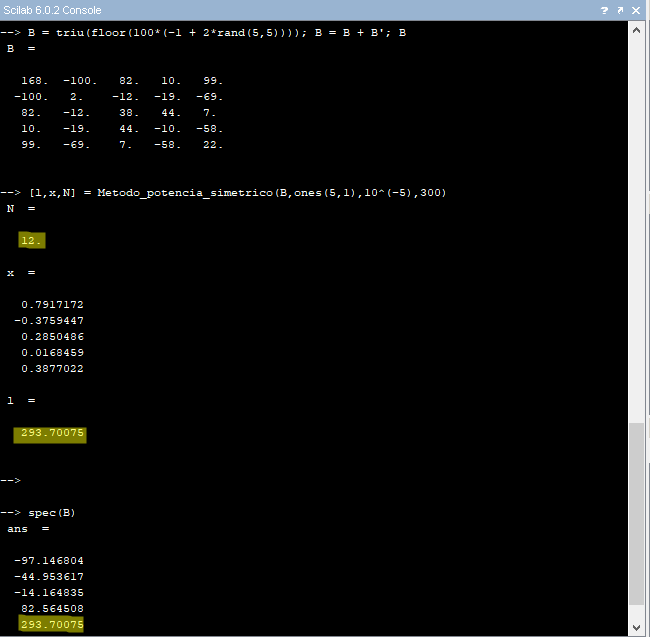 Scilab 6.0.2 Console
--> B = triu(floor(100*(-1 + 2*rand(5,5)))); B = B + B'; B
B =
168. -100. 82. 10. 99.
-100. 2. -12. -19. -69.
82. -12. 38. 44. 7.
10. -19. 44. -10. -58.
99. -69. 7. -58. 22.
--> [l,x,N] = Metodo_potencia_simetrico(B,ones(5,1),10^(-5),300)
N =
12.
x =
0.7917172
-0.3759447
0.2850486
0.0168459
0.3877022
l =
293.70075
-->
--> spec(B)
ans =
-97.146804
-44.953617
-14.164835
82.564508
293.70075